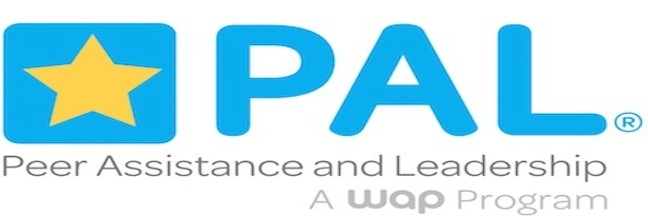 PAL®
Peer Assistance and Leadership
A wap Program